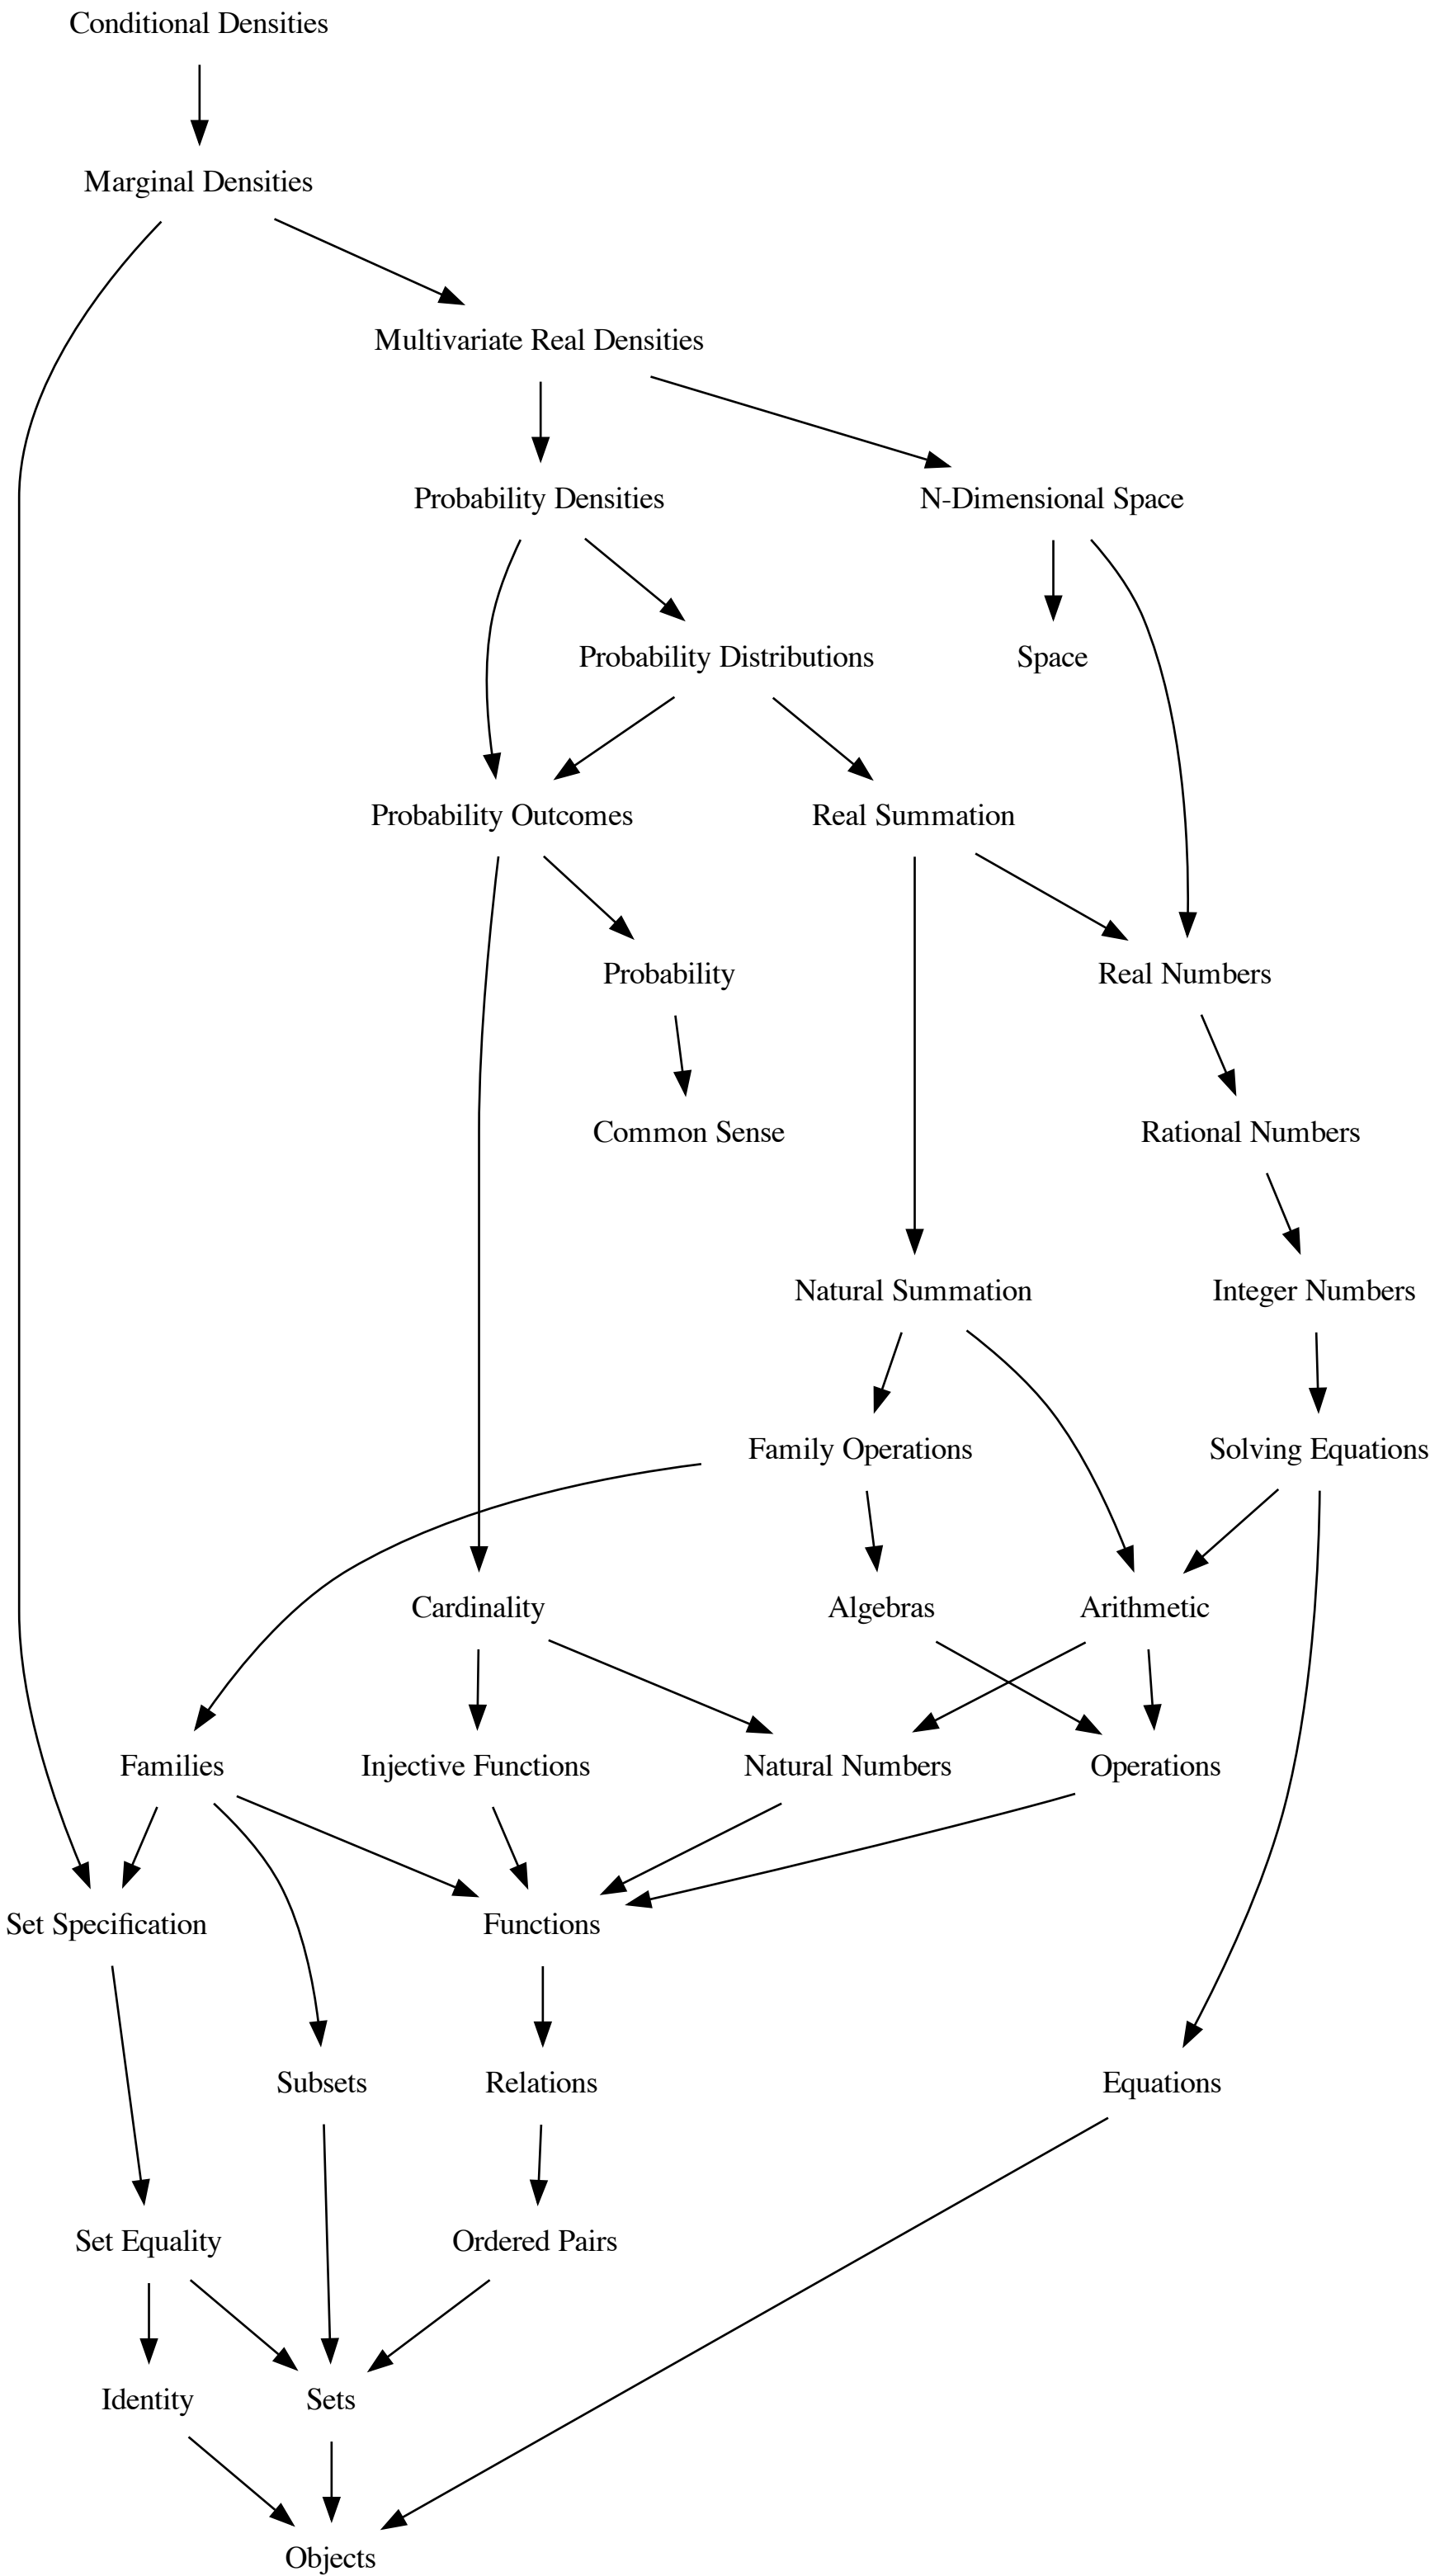 Conditional Densities
Marginal Densities
Multivariate Real Densities
Probability Densities
N-Dimensional Space
Probability Distributions
Space
Probability Outcomes
Real Summation
Probability
Real Numbers
Common Sense
Rational Numbers
Natural Summation
Integer Numbers
Family Operations
Solving Equations
Cardinality
Algebras
Arithmetic
Families
Injective Functions
Natural Numbers
Operations
Set Specification
Functions
Subsets
Relations
Equations
Set Equality
Ordered Pairs
Identity
Sets
Objects